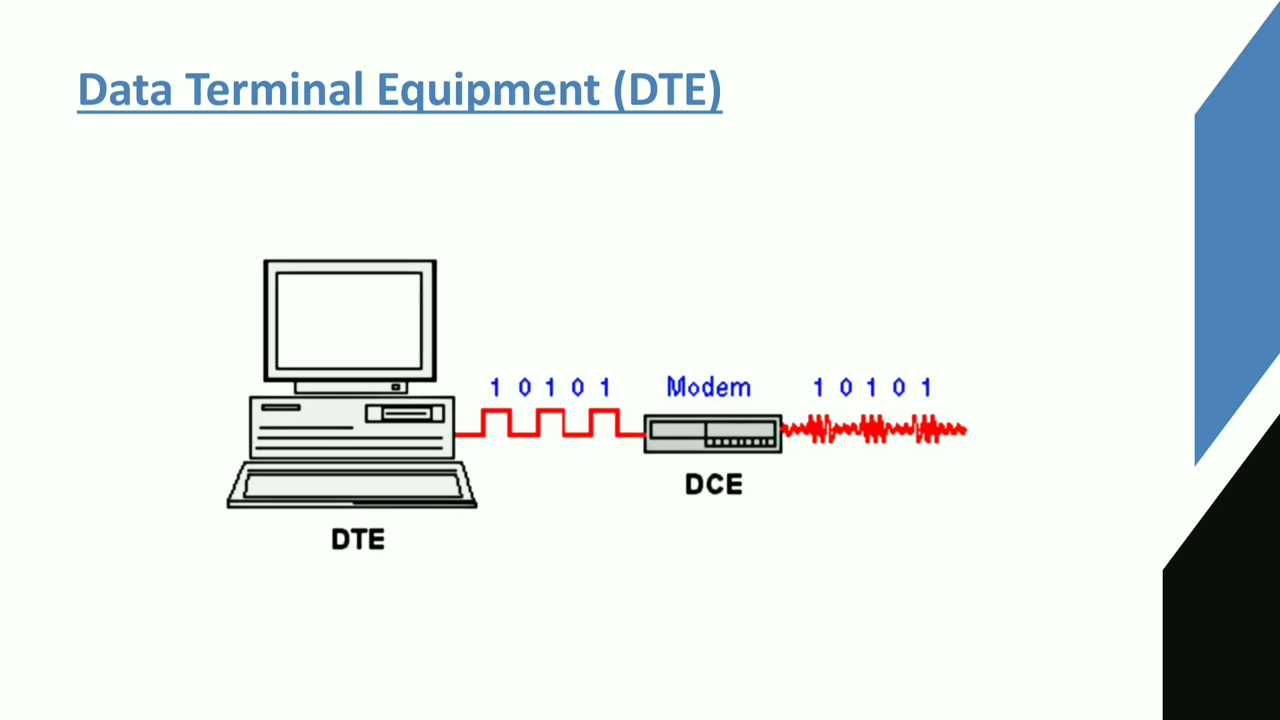 Data Terminal Equipment (DTE)
1 0 1 0 1 Modem 1 0 1 0 1
DCE
DTE